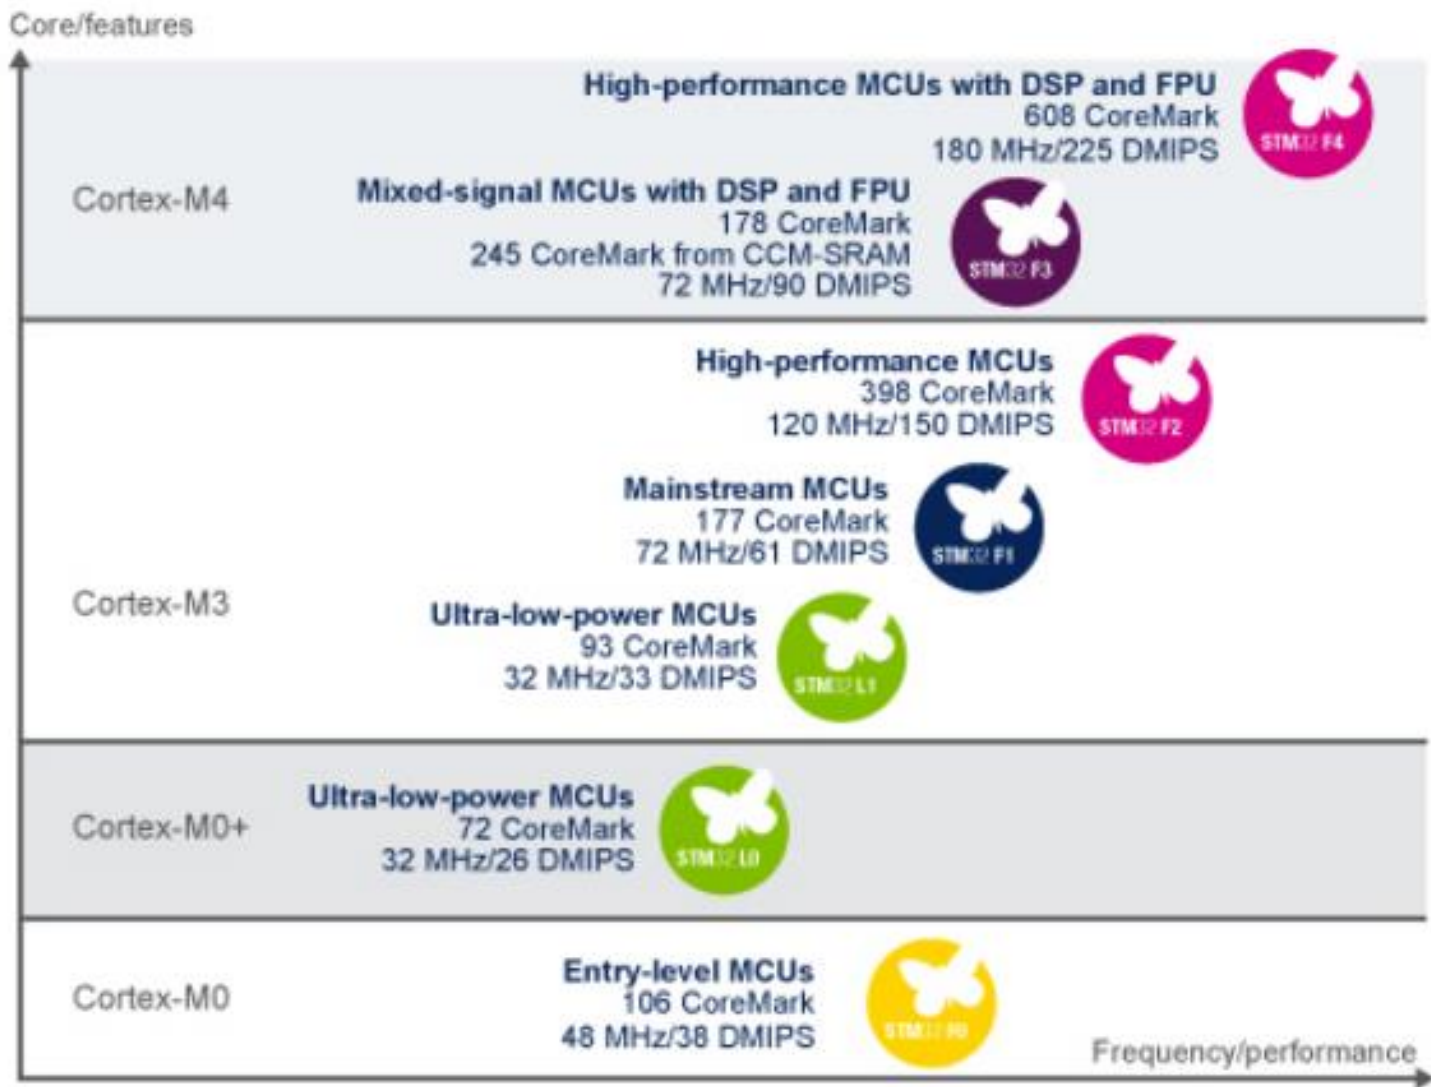 Core/features
High-performance MCUs with DSP and FPU
608 CoreMark
180 MHz/225 DMIPS
STM32 F4
Cortex-M4
Mixed-signal MCUs with DSP and FPU
178 CoreMark
245 CoreMark from CCM-SRAM
72 MHz/90 DMIPS
STM32 F3
High-performance MCUs
398 CoreMark
120 MHz/150 DMIPS
STM32 F2
Mainstream MCUs
177 CoreMark
72 MHz/61 DMIPS
STM32 F1
Cortex-M3
Ultra-low-power MCUs
93 CoreMark
32 MHz/33 DMIPS
STM32 L1
Cortex-M0+
Ultra-low-power MCUs
72 CoreMark
32 MHz/26 DMIPS
STM32 L0
Cortex-M0
Entry-level MCUs
106 CoreMark
48 MHz/38 DMIPS
STM32 F0
Frequency/performance